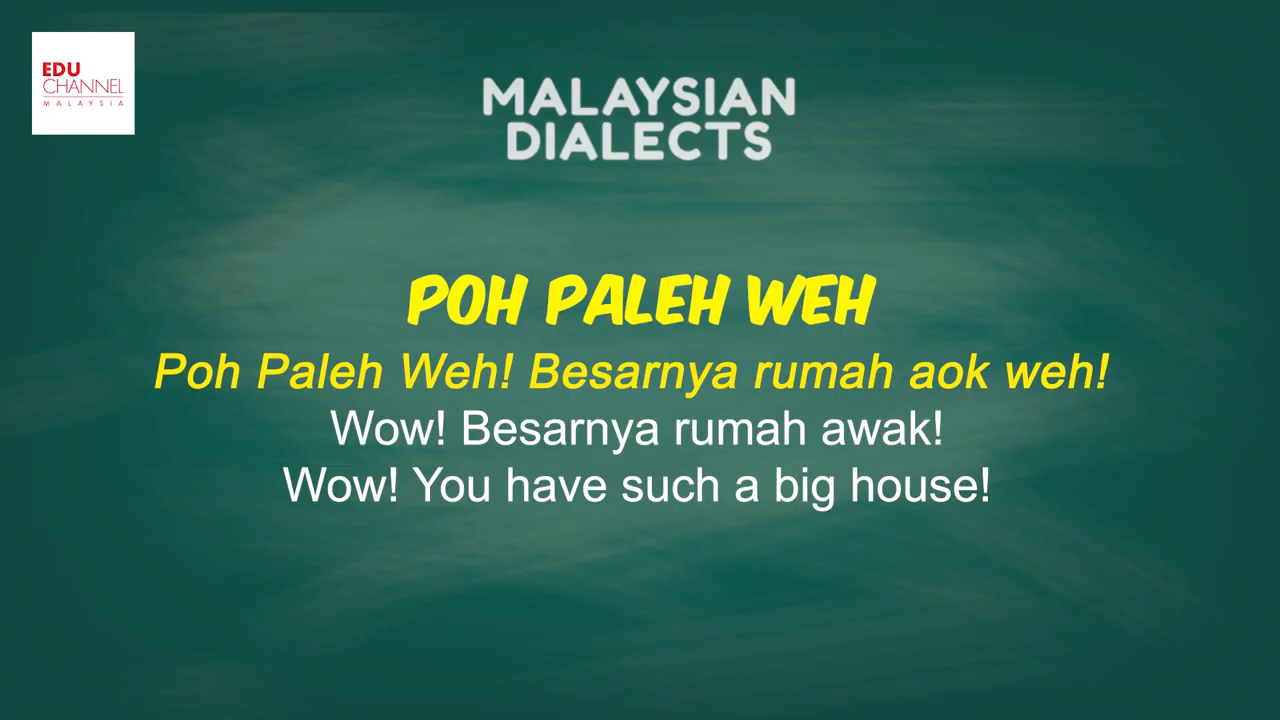 EDU
CHANNEL
MALAYSIA
MALAYSIAN
DIALECTS
POH PALEH WEH
Poh Paleh Weh! Besarnya rumah aok weh!
Wow! Besarnya rumah awak!
Wow! You have such a big house!